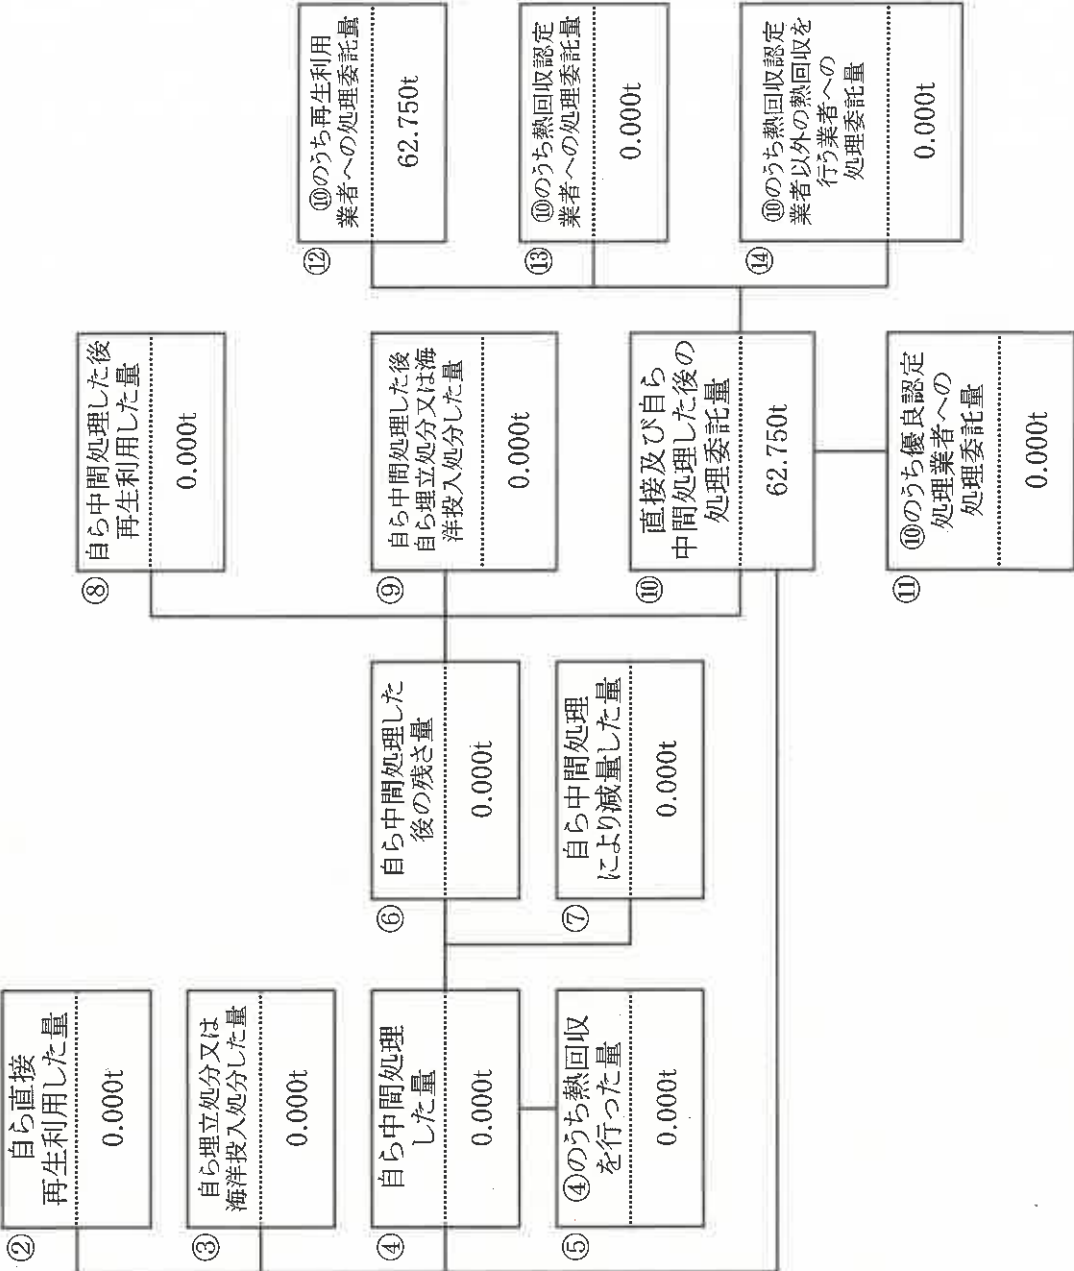 ②
自ら直接
再生利用した量
0.000t
③
自ら埋立処分又は
海洋投入処分した量
0.000t
④
自ら中間処理
した量
0.000t
⑤
④のうち熱回収
を行った量
0.000t
⑥
自ら中間処理した
後の残さ量
0.000t
⑦
自ら中間処理
により減量した量
0.000t
⑧
自ら中間処理した後
再生利用した量
0.000t
⑨
自ら中間処理した後
自ら埋立処分又は海
洋投入処分した量
0.000t
⑩
直接及び自ら
中間処理した後の
処理委託量
62.750t
⑪
⑩のうち優良認定
処理業者への
処理委託量
0.000t
⑫
⑩のうち再生利用
業者への処理委託量
62.750t
⑬
⑩のうち熱回収認定
業者への処理委託量
0.000t
⑭
⑩のうち熱回収認定
業者以外の熱回収を
行う業者への
処理委託量
0.000t